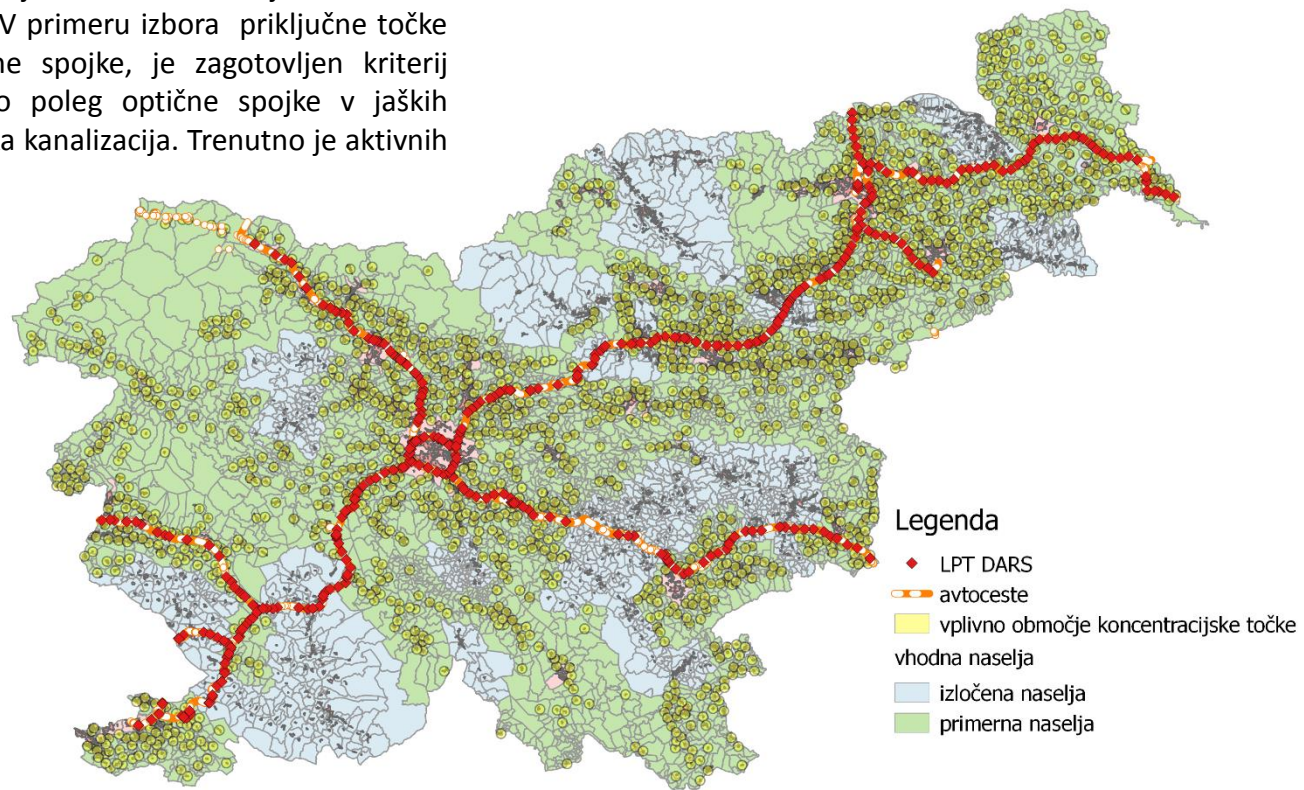 V primeru izbora priključne točke
ne spojke, je zagotovljen kriterij
o poleg optične spojke v jaških
a kanalizacija. Trenutno je aktivnih
Legenda
LPT DARS
avtoceste
vplivno območje koncentracijske točke
vhodna naselja
izločena naselja
primerna naselja